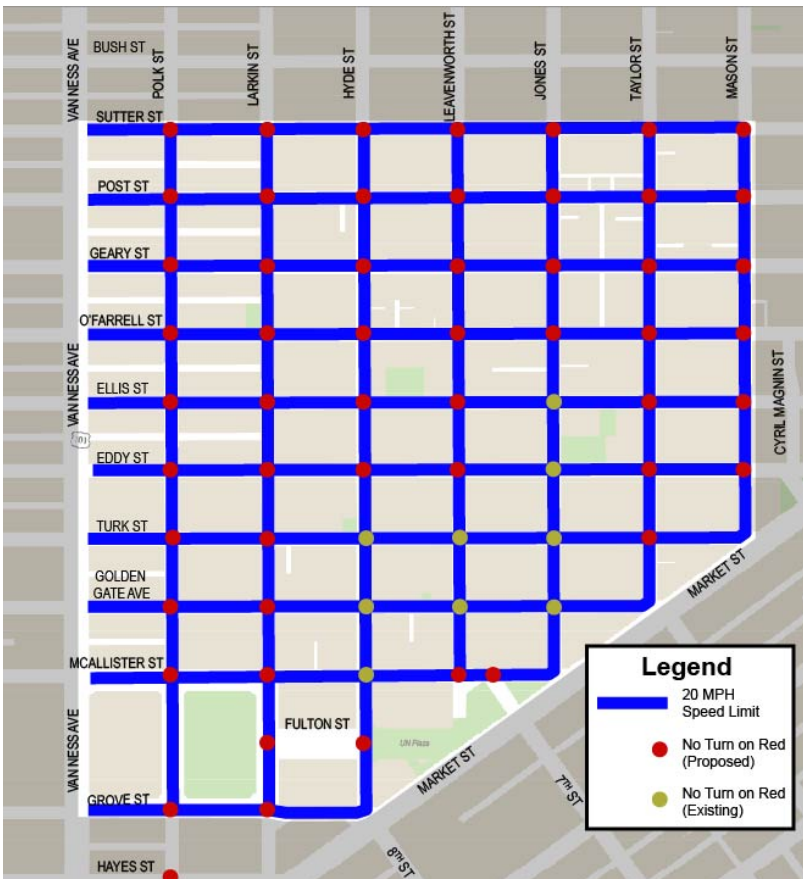 VAN NESS AVE
BUSH ST
POLK ST
LARKIN ST
HYDE ST
LEAVENWORTH ST
JONES ST
TAYLOR ST
MASON ST
SUTTER ST
POST ST
GEARY ST
O'FARRELL ST
VAN NESS AVE
ELLIS ST
CYRIL MAGNIN ST
101
EDDY ST
TURK ST
GOLDEN
GATE AVE
MARKET ST
MCALLISTER ST
VAN NESS AVE
FULTON ST
UN Plaza
MARKET ST
7TH ST
GROVE ST
8TH ST
HAYES ST
Legend
20 MPH
Speed Limit
No Turn on Red
(Proposed)
No Turn on Red
(Existing)